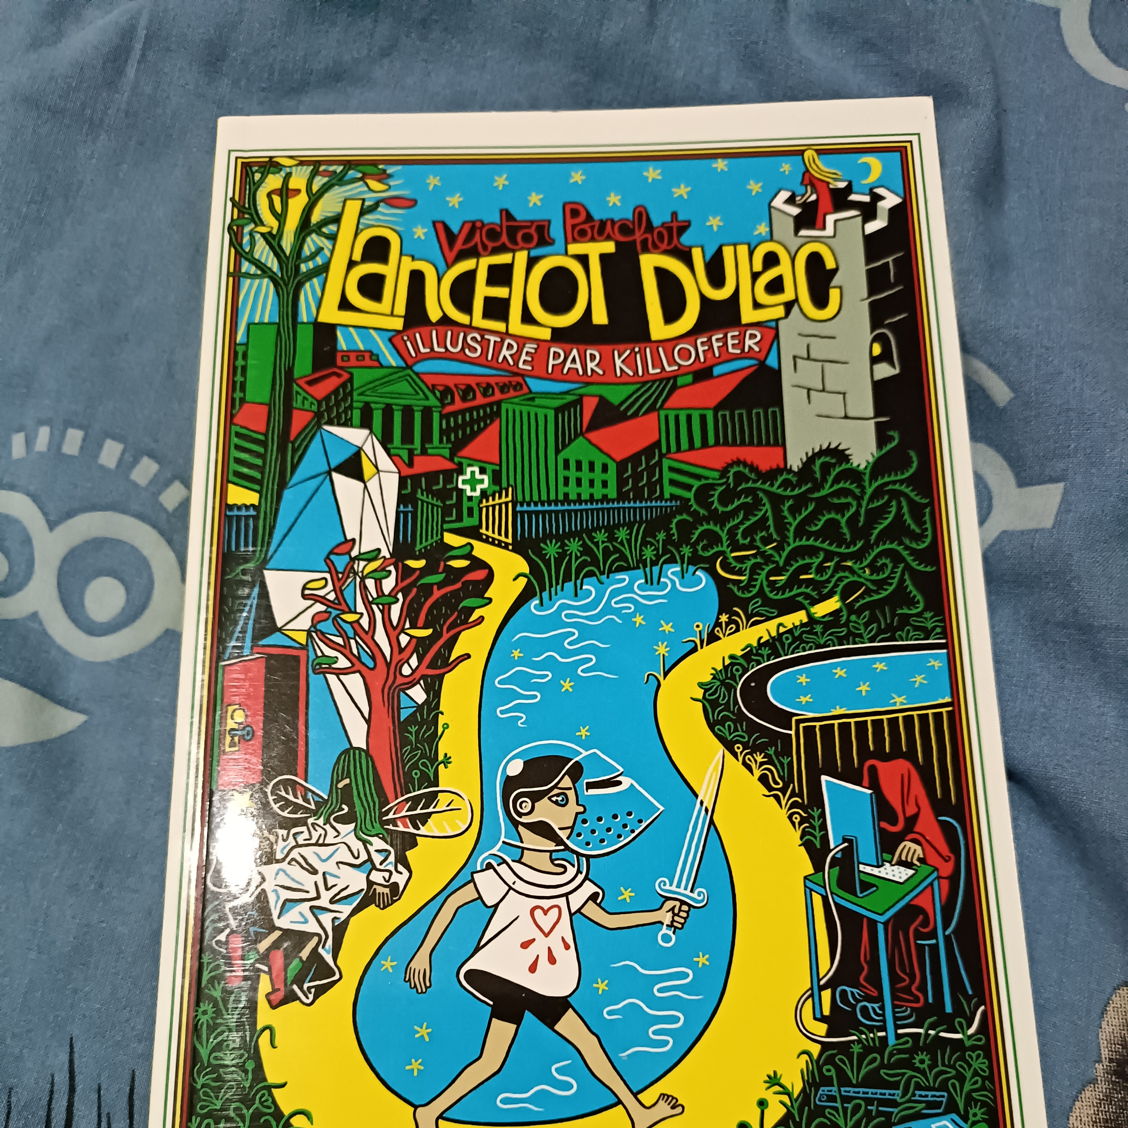 Victor Pouchet
LANCELOT DULAC
ILLUSTRÉ PAR KILLOFFER